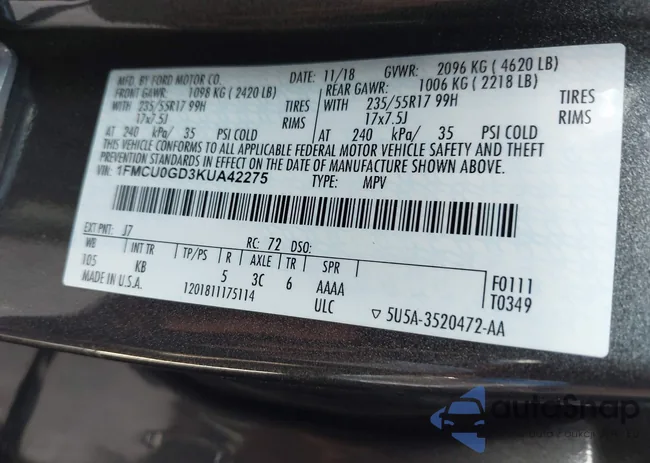 MFD. BY FORD MOTOR CO. DATE: 11/18 GVWR: 2096 KG (4620 LB)
FRONT GAWR: 1098 KG (2420 LB) REAR GAWR: 1006 KG (2218 LB)
WITH 235/55R17 99H TIRES WITH 235/55R17 99H TIRES
17x7.5J RIMS 17x7.5J RIMS
AT 240 kPa/ 35 PSI COLD AT 240 kPa/ 35 PSI COLD
THIS VEHICLE CONFORMS TO ALL APPLICABLE FEDERAL MOTOR VEHICLE SAFETY AND THEFT
PREVENTION STANDARDS IN EFFECT ON THE DATE OF MANUFACTURE SHOWN ABOVE.
VIN: 1FMCU0GD3KUA42275 TYPE: MPV
EXT PNT: J7 RC: 72 DSO:
WB INT TR TP/PS R AXLE TR SPR
105 KB 5 3C 6 AAAA F0111
MADE IN U.S.A. 1201811175114 ULC T0349
▽ 5U5A-3520472-AA
autoSnap